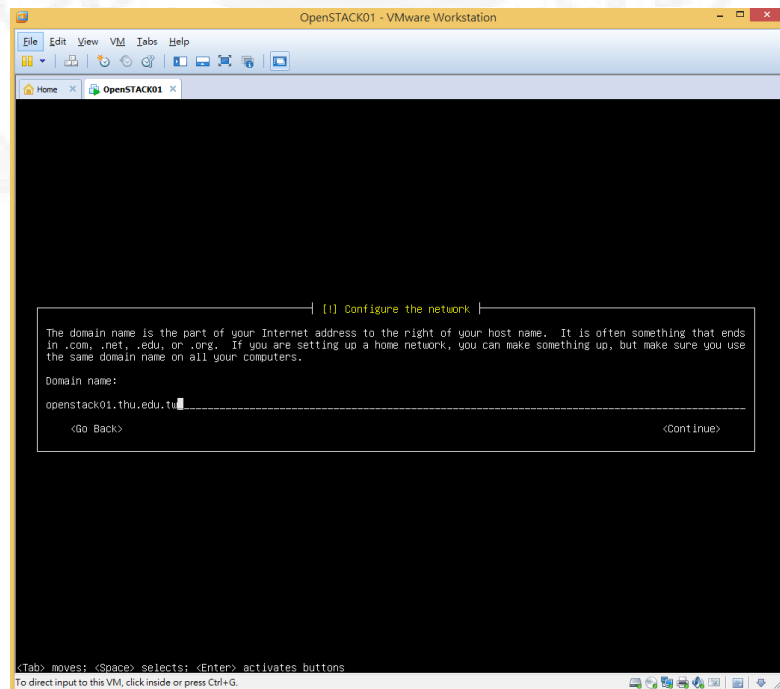 OpenSTACK01 - VMware Workstation
File Edit View VM Tabs Help
Home × OpenSTACK01 ×
[!] Configure the network
The domain name is the part of your Internet address to the right of your host name. It is often something that ends
in .com, .net, .edu, or .org. If you are setting up a home network, you can make something up, but make sure you use
the same domain name on all your computers.
Domain name:
openstack01.thu.edu.tw
<Go Back> <Continue>
<Tab> moves; <Space> selects; <Enter> activates buttons
To direct input to this VM, click inside or press Ctrl+G.